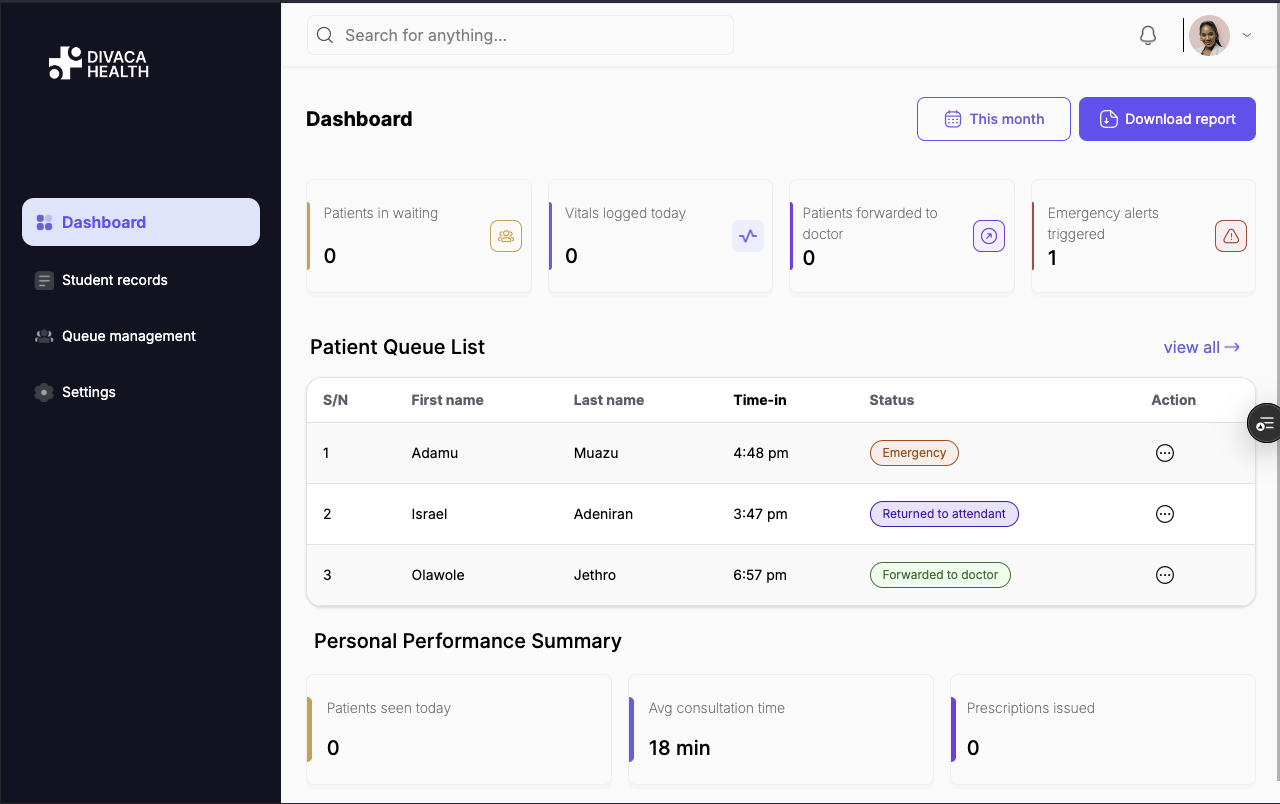 DIVACA
HEALTH
Search for anything...
Dashboard
This month
Download report
Dashboard
Student records
Queue management
Settings
Patients in waiting
0
Vitals logged today
0
Patients forwarded to
doctor
0
Emergency alerts
triggered
1
Patient Queue List
view all
S/N First name Last name Time-in Status Action
1 Adamu Muazu 4:48 pm Emergency
2 Israel Adeniran 3:47 pm Returned to attendant
3 Olawole Jethro 6:57 pm Forwarded to doctor
Personal Performance Summary
Patients seen today
0
Avg consultation time
18 min
Prescriptions issued
0